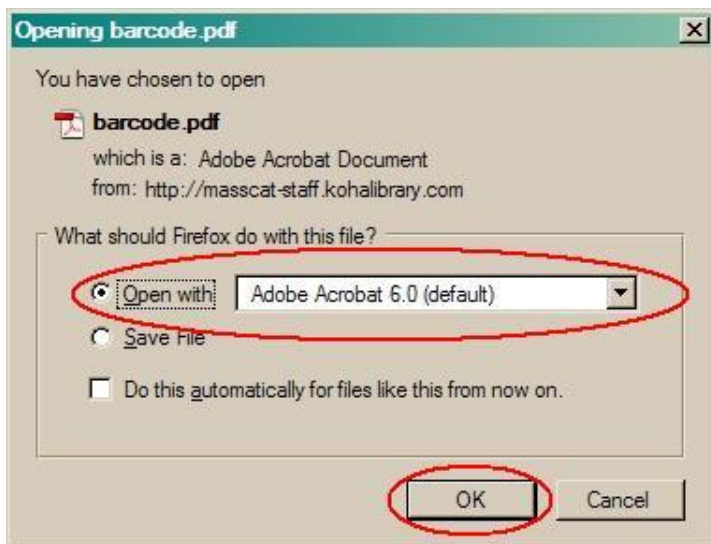 Opening barcode.pdf
You have chosen to open
barcode.pdf
which is a: Adobe Acrobat Document
from: http://masscat-staff.kohalibrary.com
What should Firefox do with this file?
Open with Adobe Acrobat 6.0 (default)
Save File
Do this automatically for files like this from now on.
OK Cancel